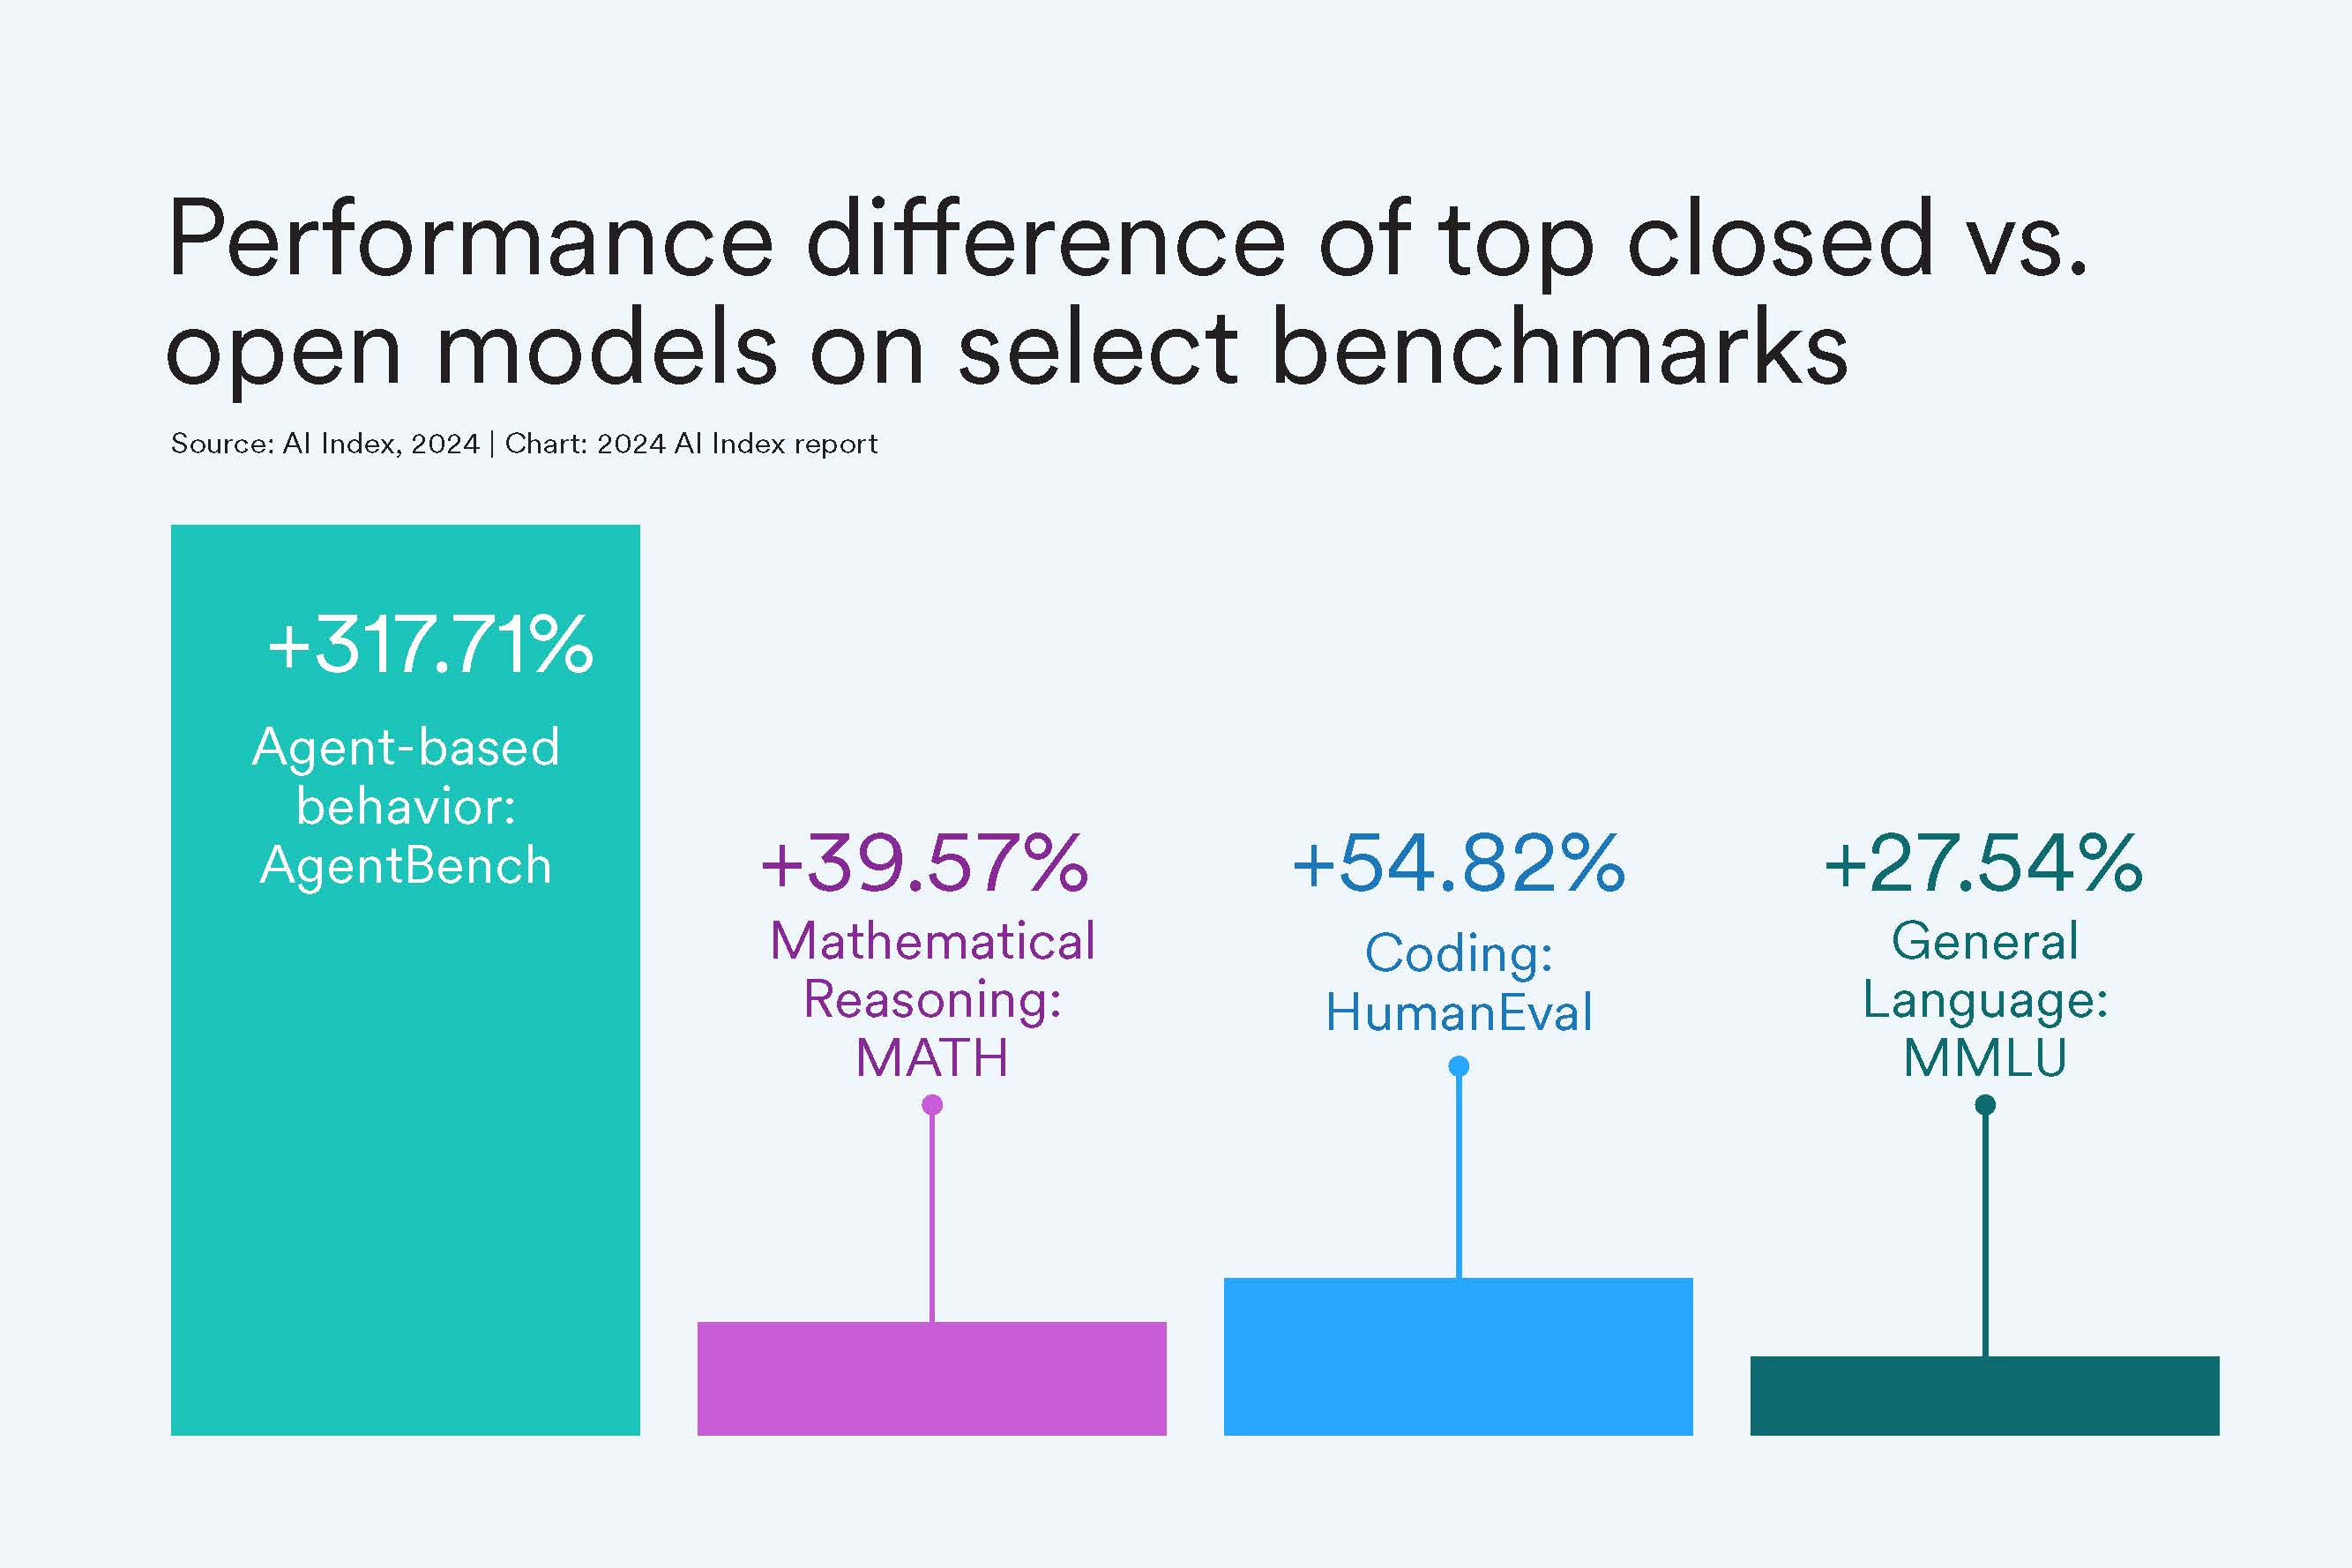 Performance difference of top closed vs.
open models on select benchmarks
Source: AI Index, 2024 | Chart: 2024 AI Index report
+317.71%
Agent-based
behavior:
AgentBench
+39.57%
Mathematical
Reasoning:
MATH
+54.82%
Coding:
HumanEval
+27.54%
General
Language:
MMLU